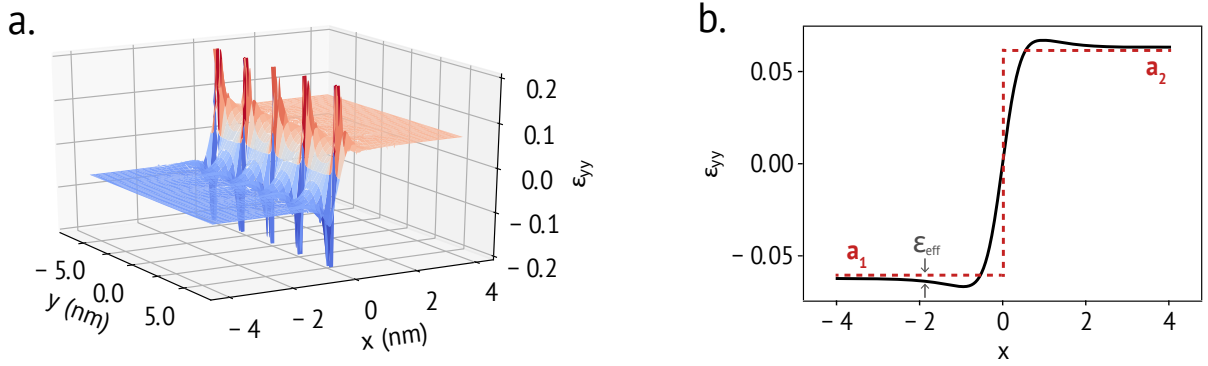 a.
0.2
0.1
0.0
− 0.1
− 0.2
εyy
− 5.0
0.0
5.0
y (nm)
− 4
− 2
0
2
4
x (nm)
b.
0.05
0.00
− 0.05
εyy
a₂
a₁
εeff
− 4
− 2
0
2
4
x